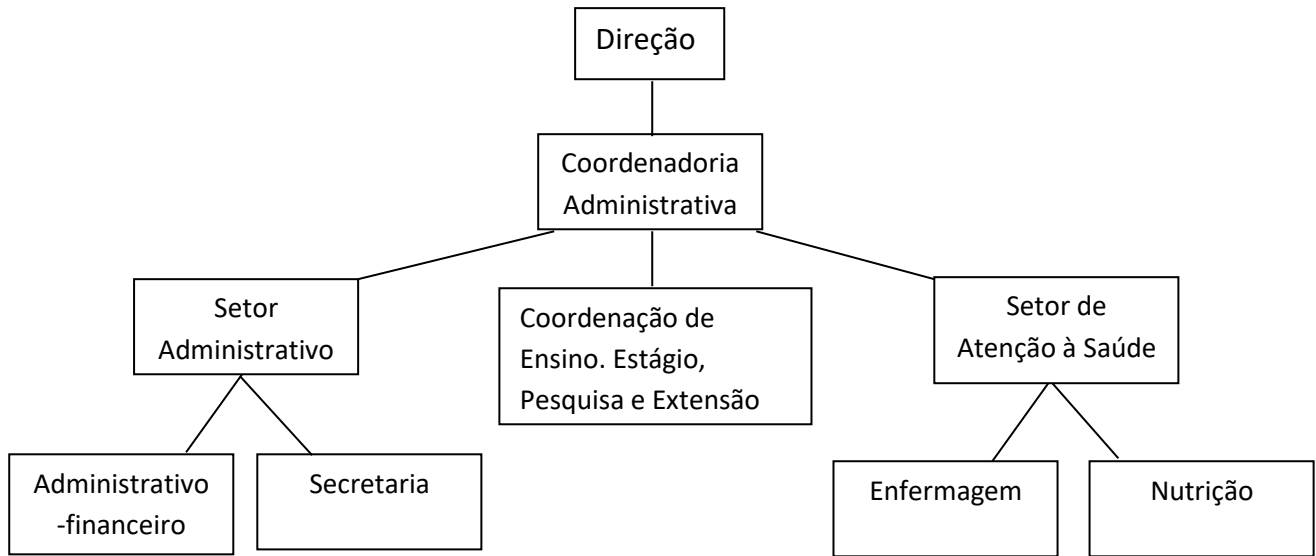 Direção
Coordenadoria
Administrativa
Setor
Administrativo
Coordenação de
Ensino. Estágio,
Pesquisa e Extensão
Setor de
Atenção à Saúde
Administrativo
-financeiro
Secretaria
Enfermagem
Nutrição